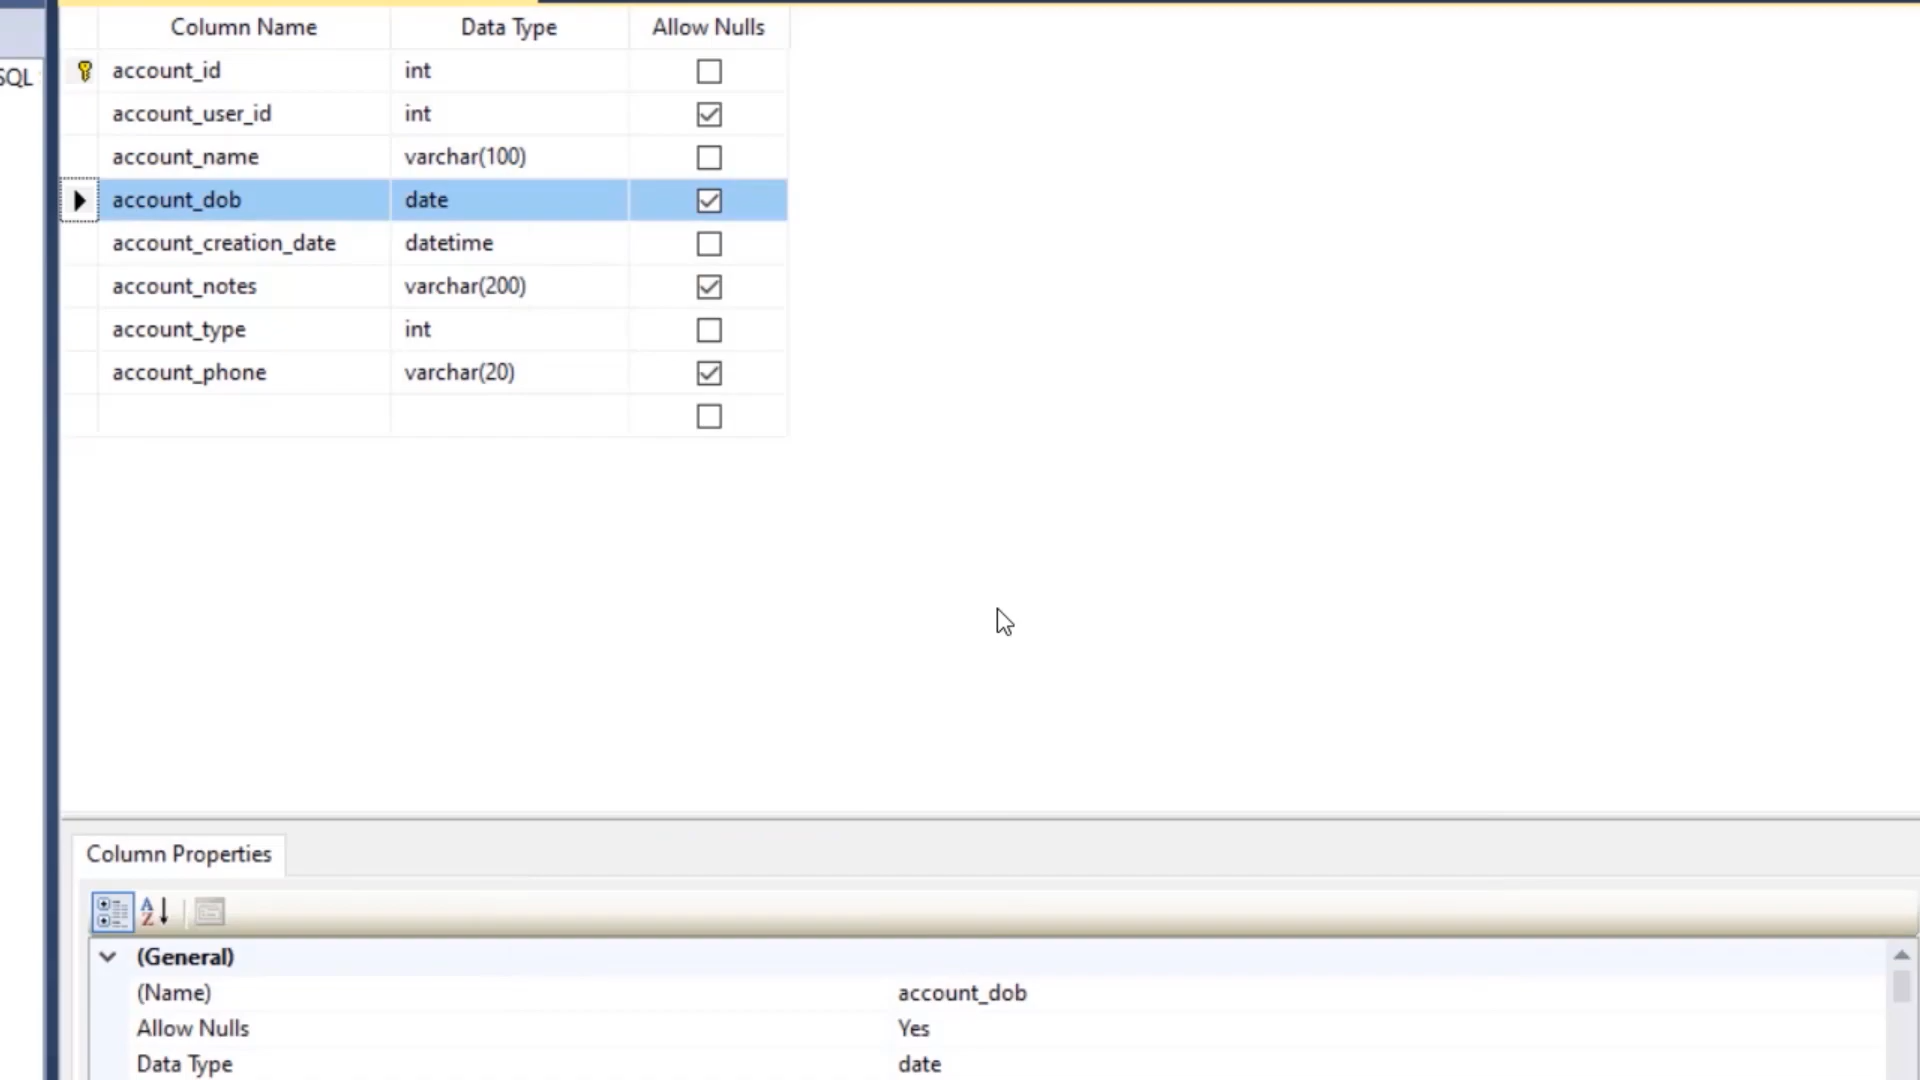 Column Name Data Type Allow Nulls
SQL
account_id int
account_user_id int
account_name varchar(100)
account_dob date
account_creation_date datetime
account_notes varchar(200)
account_type int
account_phone varchar(20)
Column Properties
(General)
(Name) account_dob
Allow Nulls Yes
Data Type date